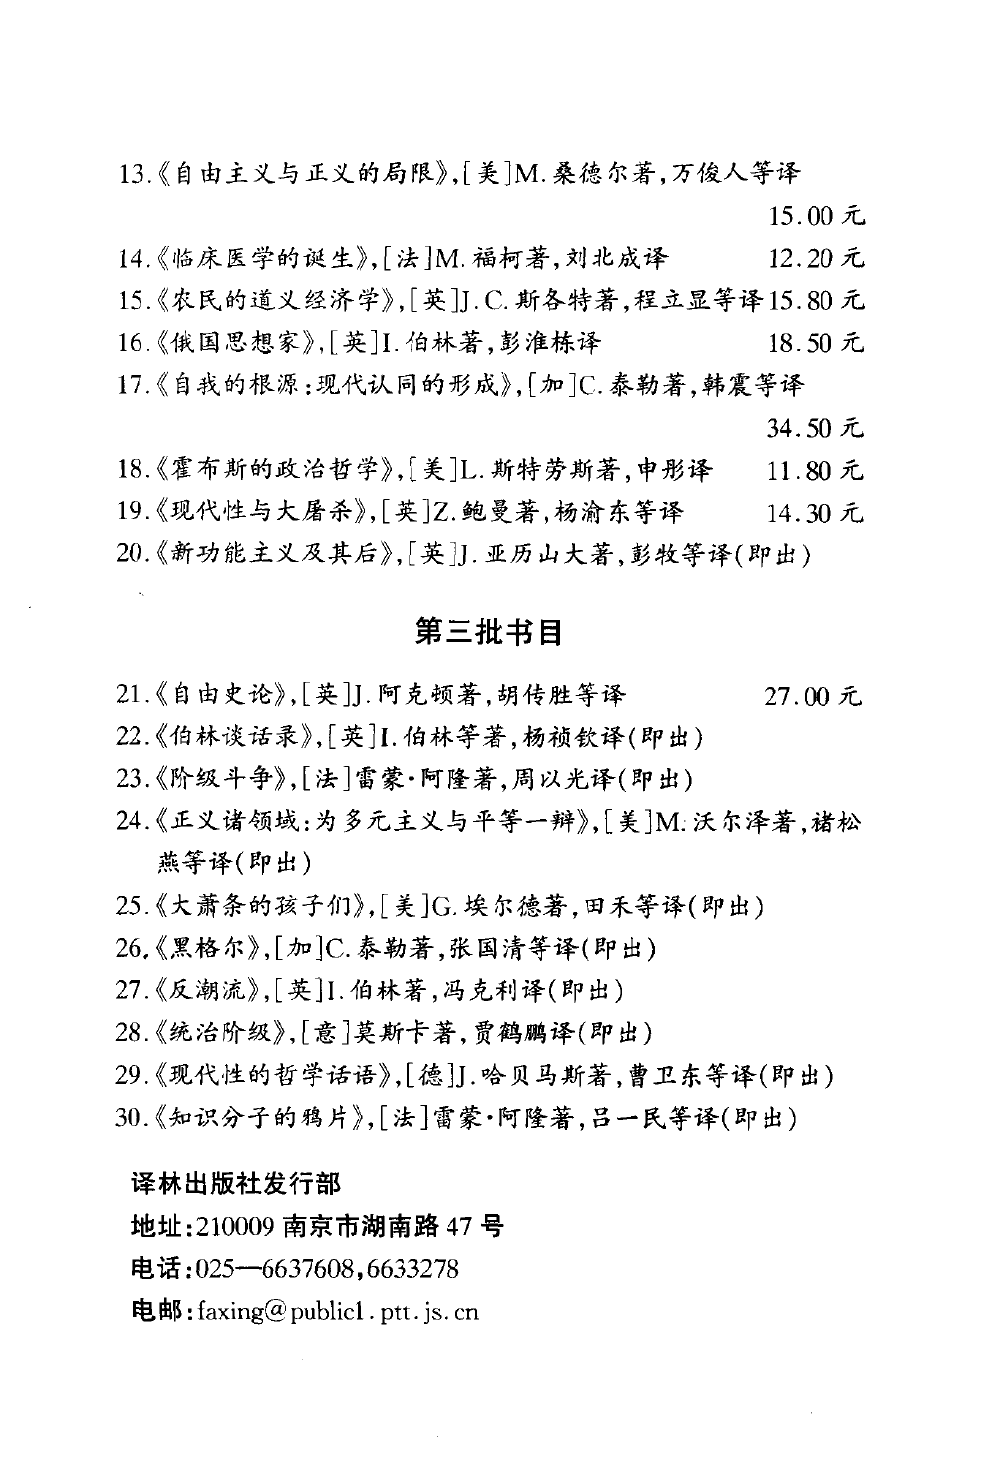 13.《自由主义与正义的局限》,[美]M.桑德尔著,万俊人等译
15.00 元
14.《临床医学的诞生》,[法]M.福柯著,刘北成译 12.20 元
15.《农民的道义经济学》,[英]J.C.斯各特著,程立显等译15.80 元
16.《俄国思想家》,[英]I.伯林著,彭淮栋译 18.50 元
17.《自我的根源:现代认同的形成》,[加]C.泰勒著,韩震等译
34.50 元
18.《霍布斯的政治哲学》,[美]L.斯特劳斯著,申彤译 11.80 元
19.《现代性与大屠杀》,[英]Z.鲍曼著,杨渝东等译 14.30 元
20.《新功能主义及其后》,[英]J.亚历山大著,彭牧等译(即出)
第三批书目
21.《自由史论》,[英]J.阿克顿著,胡传胜等译 27.00 元
22.《伯林谈话录》,[英]I.伯林等著,杨祯钦译(即出)
23.《阶级斗争》,[法]雷蒙·阿隆著,周以光译(即出)
24.《正义诸领域:为多元主义与平等一辩》,[美]M.沃尔泽著,褚松
燕等译(即出)
25.《大萧条的孩子们》,[美]G.埃尔德著,田禾等译(即出)
26.《黑格尔》,[加]C.泰勒著,张国清等译(即出)
27.《反潮流》,[英]I.伯林著,冯克利译(即出)
28.《统治阶级》,[意]莫斯卡著,贾鹤鹏译(即出)
29.《现代性的哲学话语》,[德]J.哈贝马斯著,曹卫东等译(即出)
30.《知识分子的鸦片》,[法]雷蒙·阿隆著,吕一民等译(即出)
译林出版社发行部
地址:210009 南京市湖南路 47 号
电话:025—6637608,6633278
电邮:faxing@public1.ptt.js.cn